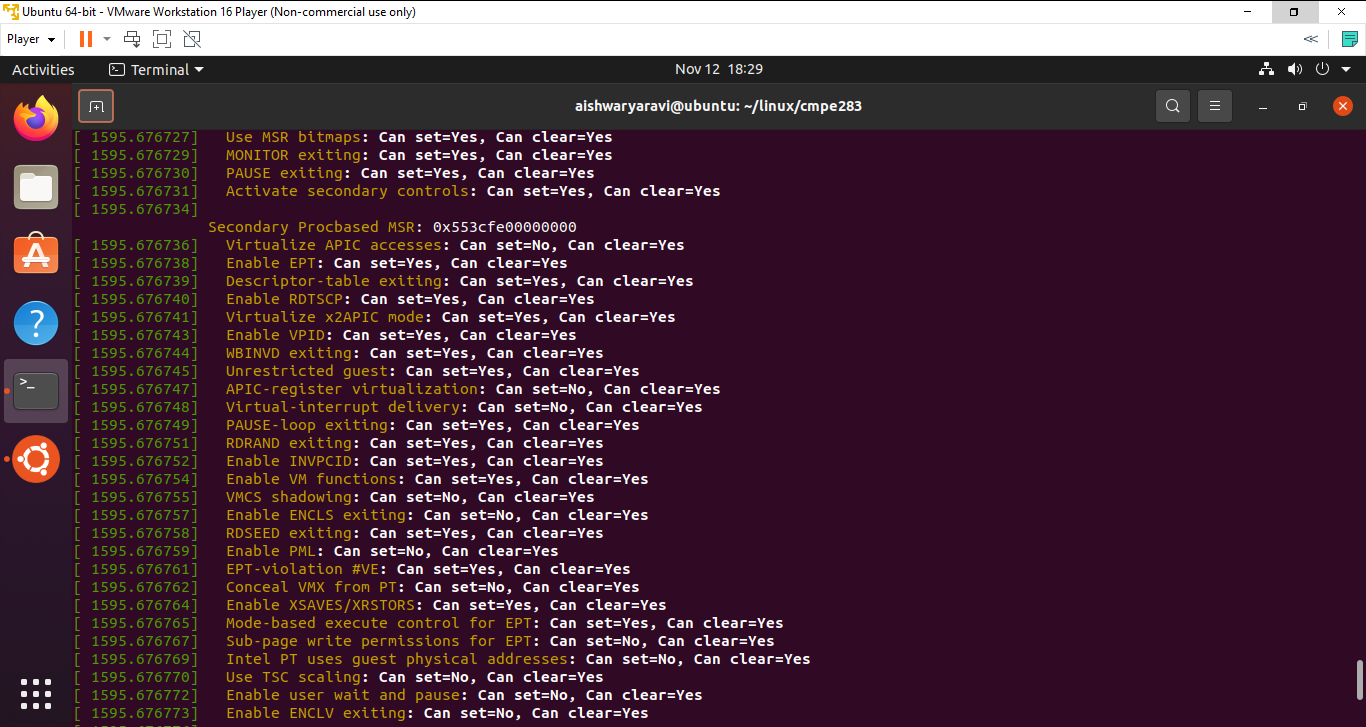 Ubuntu 64-bit - VMware Workstation 16 Player (Non-commercial use only)
Player
Activities Terminal Nov 12 18:29
aishwaryaravi@ubuntu: ~/linux/cmpe283
[ 1595.676727] Use MSR bitmaps: Can set=Yes, Can clear=Yes
[ 1595.676729] MONITOR exiting: Can set=Yes, Can clear=Yes
[ 1595.676730] PAUSE exiting: Can set=Yes, Can clear=Yes
[ 1595.676731] Activate secondary controls: Can set=Yes, Can clear=Yes
[ 1595.676734]
Secondary Procbased MSR: 0x553cfe00000000
[ 1595.676736] Virtualize APIC accesses: Can set=No, Can clear=Yes
[ 1595.676738] Enable EPT: Can set=Yes, Can clear=Yes
[ 1595.676739] Descriptor-table exiting: Can set=Yes, Can clear=Yes
[ 1595.676740] Enable RDTSCP: Can set=Yes, Can clear=Yes
[ 1595.676741] Virtualize x2APIC mode: Can set=Yes, Can clear=Yes
[ 1595.676743] Enable VPID: Can set=Yes, Can clear=Yes
[ 1595.676744] WBINVD exiting: Can set=Yes, Can clear=Yes
[ 1595.676745] Unrestricted guest: Can set=Yes, Can clear=Yes
[ 1595.676747] APIC-register virtualization: Can set=No, Can clear=Yes
[ 1595.676748] Virtual-interrupt delivery: Can set=No, Can clear=Yes
[ 1595.676749] PAUSE-loop exiting: Can set=Yes, Can clear=Yes
[ 1595.676751] RDRAND exiting: Can set=Yes, Can clear=Yes
[ 1595.676752] Enable INVPCID: Can set=Yes, Can clear=Yes
[ 1595.676754] Enable VM functions: Can set=Yes, Can clear=Yes
[ 1595.676755] VMCS shadowing: Can set=No, Can clear=Yes
[ 1595.676757] Enable ENCLS exiting: Can set=No, Can clear=Yes
[ 1595.676758] RDSEED exiting: Can set=Yes, Can clear=Yes
[ 1595.676759] Enable PML: Can set=No, Can clear=Yes
[ 1595.676761] EPT-violation #VE: Can set=Yes, Can clear=Yes
[ 1595.676762] Conceal VMX from PT: Can set=No, Can clear=Yes
[ 1595.676764] Enable XSAVES/XRSTORS: Can set=Yes, Can clear=Yes
[ 1595.676765] Mode-based execute control for EPT: Can set=Yes, Can clear=Yes
[ 1595.676767] Sub-page write permissions for EPT: Can set=No, Can clear=Yes
[ 1595.676769] Intel PT uses guest physical addresses: Can set=No, Can clear=Yes
[ 1595.676770] Use TSC scaling: Can set=No, Can clear=Yes
[ 1595.676772] Enable user wait and pause: Can set=No, Can clear=Yes
[ 1595.676773] Enable ENCLV exiting: Can set=No, Can clear=Yes